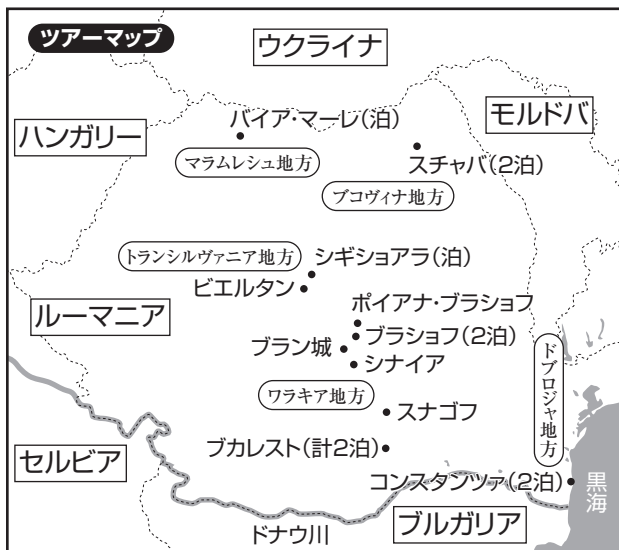 ツアーマップ
ウクライナ
モルドバ
ハンガリー
バイア・マーレ(泊)
マラムレシュ地方
スチャバ(2泊)
ブコヴィナ地方
トランシルヴァニア地方
シギショアラ(泊)
ビエルタン
ルーマニア
ポイアナ・ブラショフ
ブラショフ(2泊)
ブラン城
シナイア
ドブロジャ地方
ワラキア地方
スナゴフ
セルビア
ブカレスト(計2泊)
コンスタンツァ(2泊)
黒海
ドナウ川
ブルガリア